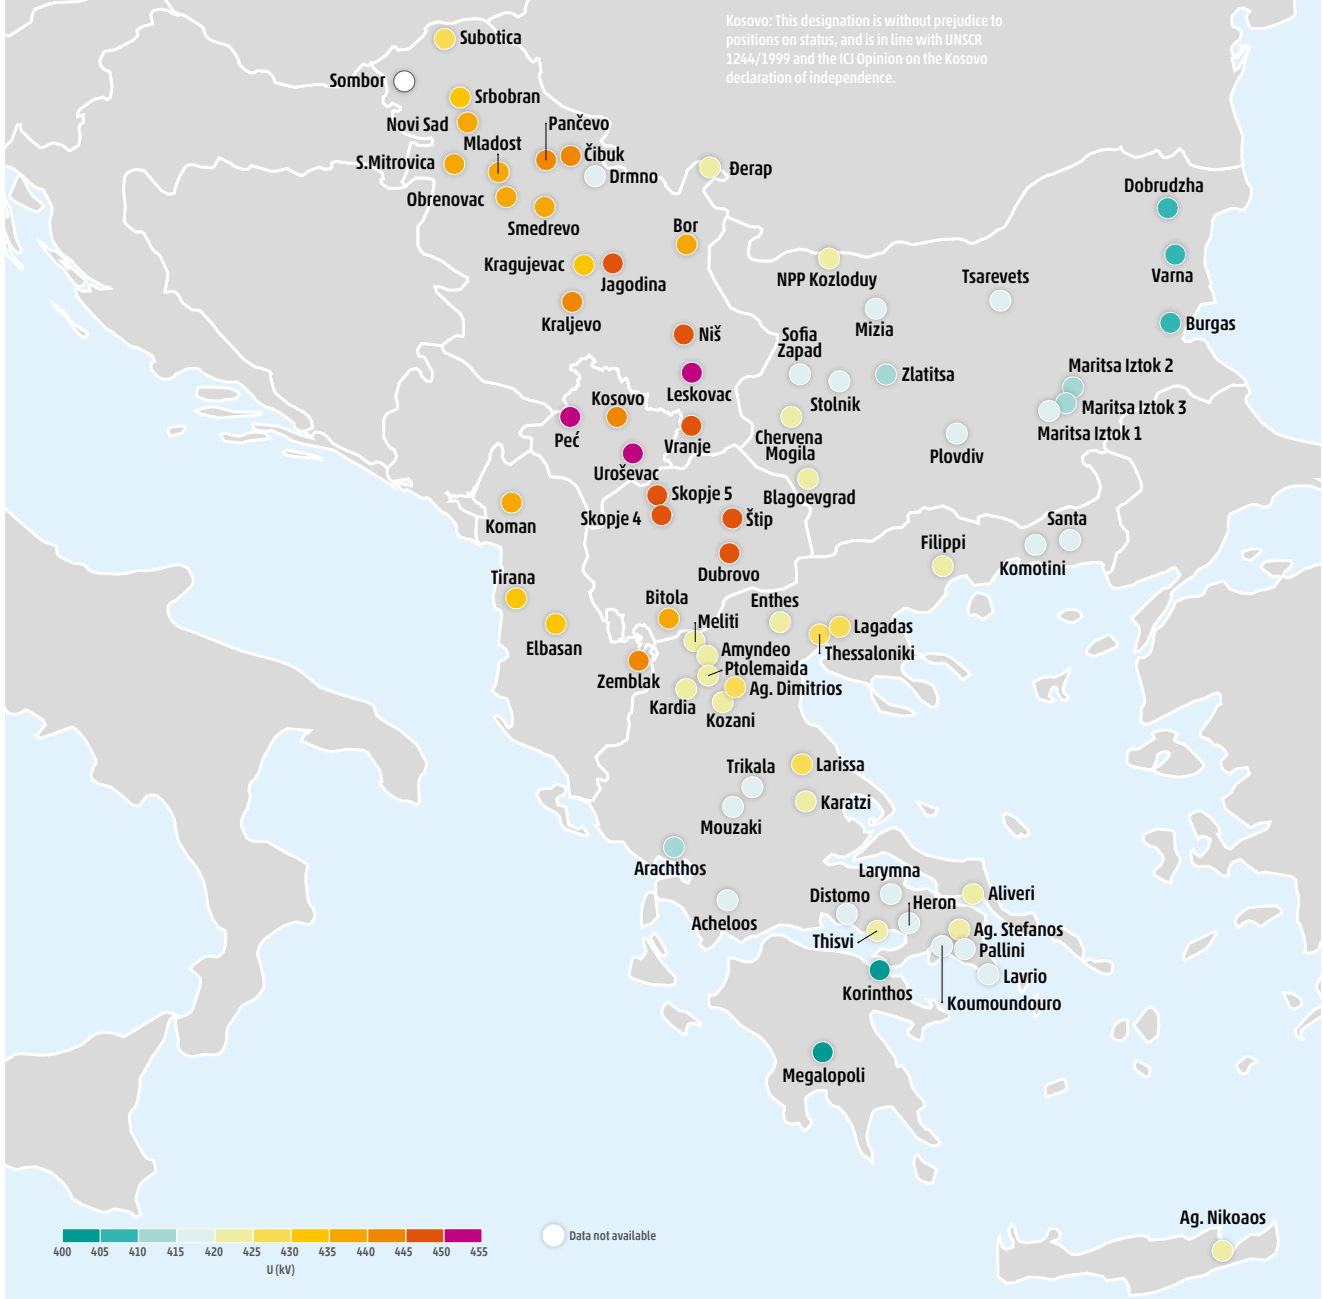 Kosovo: This designation is without prejudice to
positions on status, and is in line with UNSCR
1244/1999 and the ICJ Opinion on the Kosovo
declaration of independence.
Subotica
Sombor
Srbobran
Novi Sad
Pančevo
Mladost
Čibuk
S.Mitrovica
Drmno
Đerap
Obrenovac
Smedrevo
Dobrudzha
Bor
Kragujevac
Jagodina
NPP Kozloduy
Tsarevets
Varna
Kraljevo
Mizia
Burgas
Niš
Sofia
Zapad
Maritsa Iztok 2
Zlatitsa
Leskovac
Stolnik
Kosovo
Maritsa Iztok 3
Peć
Vranje
Chervena
Mogila
Maritsa Iztok 1
Plovdiv
Uroševac
Skopje 5
Blagoevgrad
Skopje 4
Štip
Koman
Santa
Filippi
Komotini
Dubrovo
Tirana
Bitola
Enthes
Meliti
Lagadas
Elbasan
Amyndeo
Thessaloniki
Ptolemaida
Zemblak
Ag. Dimitrios
Kardia
Kozani
Trikala
Larissa
Karatzi
Mouzaki
Arachthos
Larymna
Distomo
Aliveri
Heron
Acheloos
Ag. Stefanos
Thisvi
Pallini
Lavrio
Korinthos
Koumoundouro
Megalopoli
Ag. Nikoaos
Data not available
400 405 410 415 420 425 430 435 440 445 450 455
U (kV)